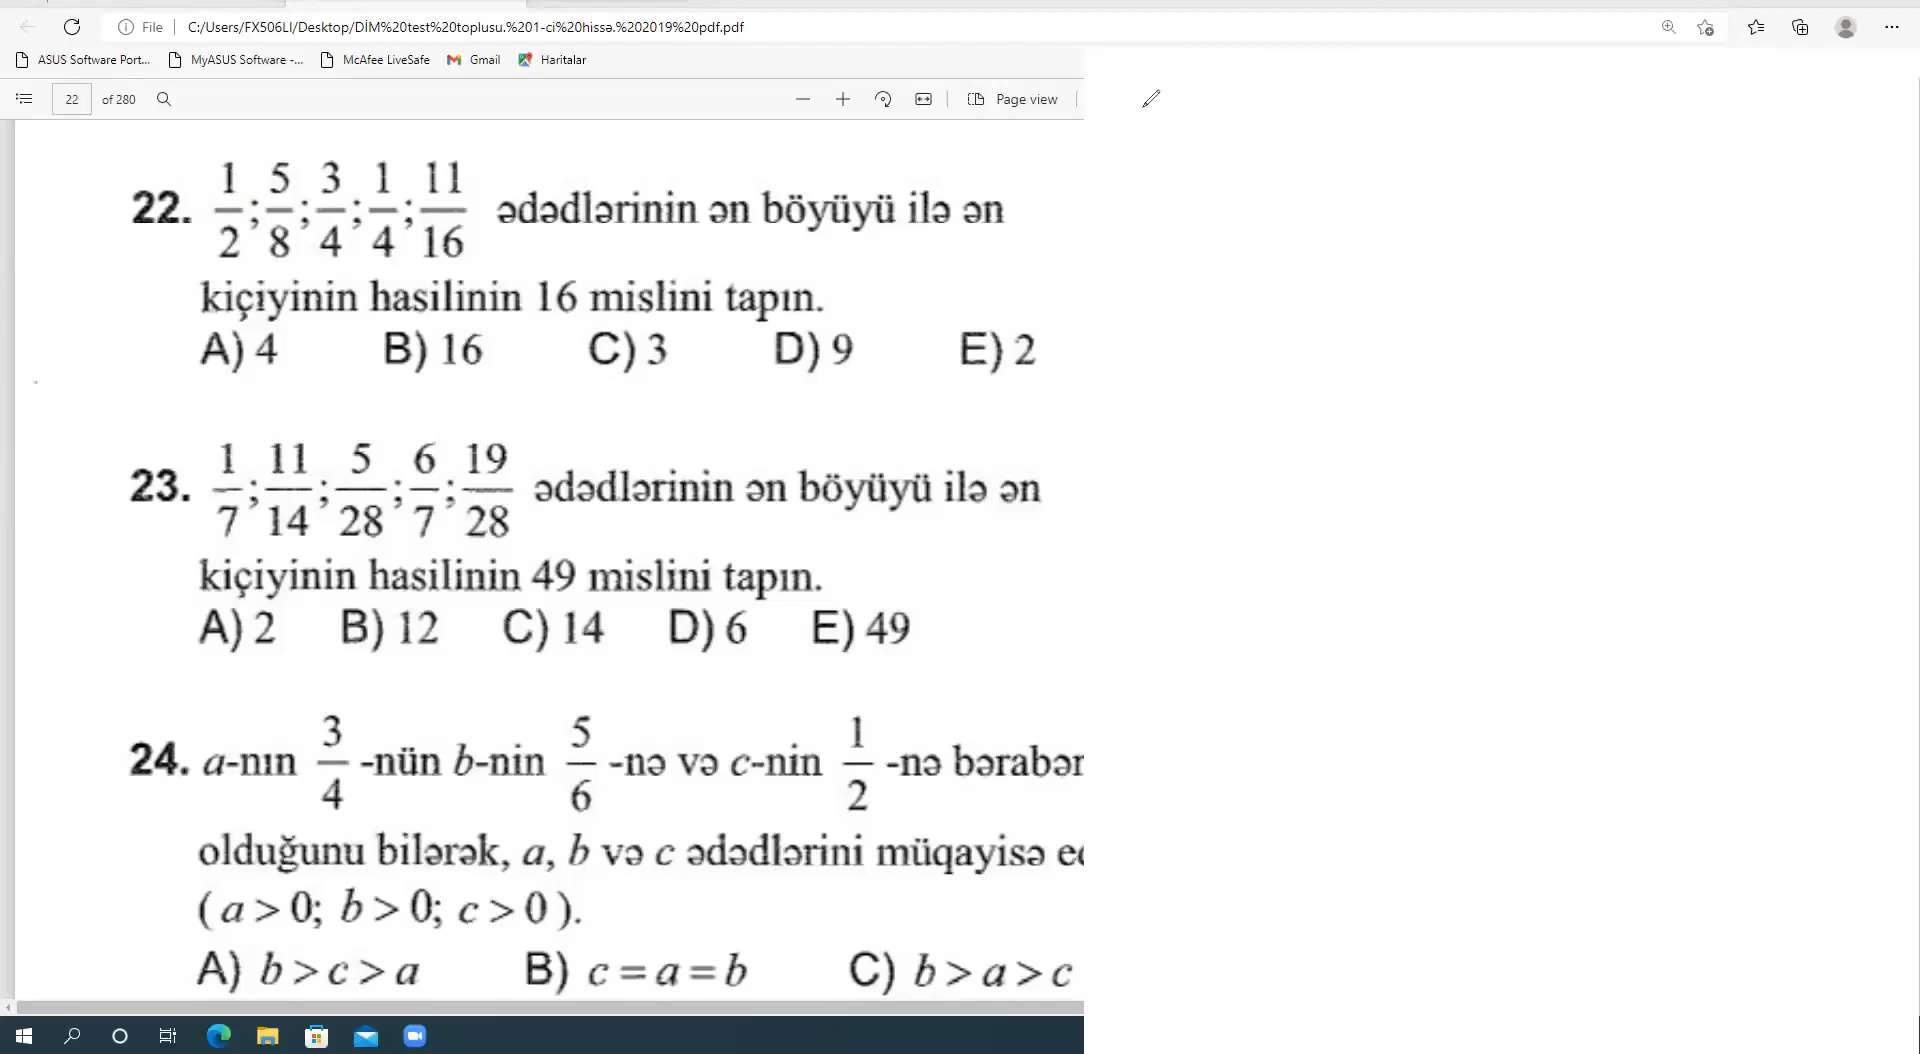 File | C:/Users/FX506LI/Desktop/DİM%20test%20toplusu.%201-ci%20hissə.%202019%20pdf.pdf
ASUS Software Port... MyASUS Software -... McAfee LiveSafe Gmail Haritalar
22 of 280 Page view
22. 1/2; 5/8; 3/4; 1/4; 11/16 ədədlərinin ən böyüyü ilə ən
kiçiyinin hasilinin 16 mislini tapın.
A) 4 B) 16 C) 3 D) 9 E) 2
23. 1/7; 11/14; 5/28; 6/7; 19/28 ədədlərinin ən böyüyü ilə ən
kiçiyinin hasilinin 49 mislini tapın.
A) 2 B) 12 C) 14 D) 6 E) 49
24. a-nın 3/4 -nün b-nin 5/6 -nə və c-nin 1/2 -nə bərabər
olduğunu bilərək, a, b və c ədədlərini müqayisə
(a > 0; b > 0; c > 0).
A) b > c > a B) c = a = b C) b > a > c